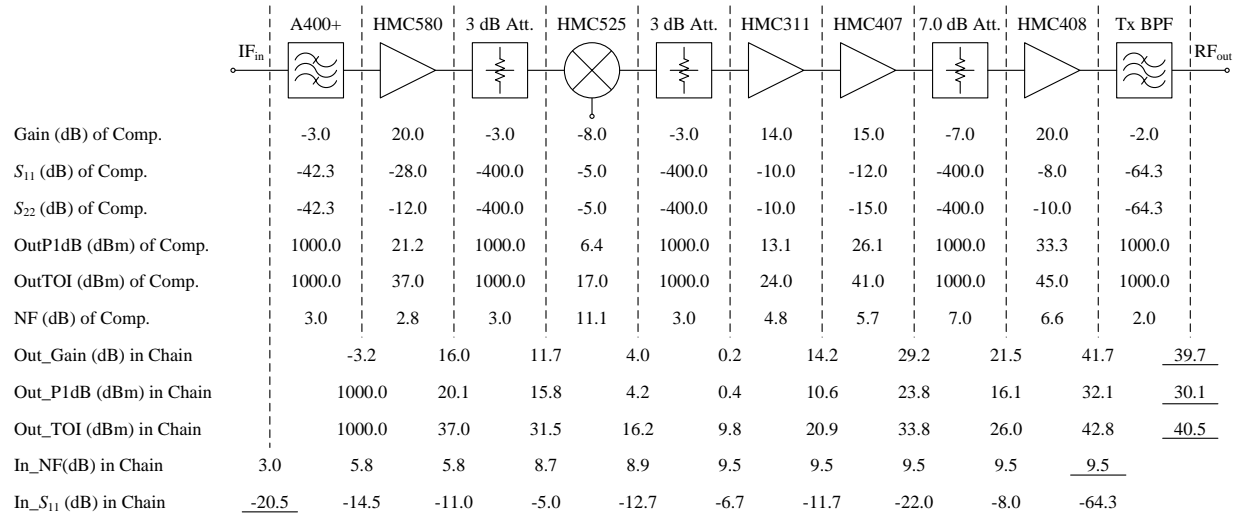 A400+ HMC580 3 dB Att. HMC525 3 dB Att. HMC311 HMC407 7.0 dB Att. HMC408 Tx BPF
IFin RFout
Gain (dB) of Comp. -3.0 20.0 -3.0 -8.0 -3.0 14.0 15.0 -7.0 20.0 -2.0
S11 (dB) of Comp. -42.3 -28.0 -400.0 -5.0 -400.0 -10.0 -12.0 -400.0 -8.0 -64.3
S22 (dB) of Comp. -42.3 -12.0 -400.0 -5.0 -400.0 -10.0 -15.0 -400.0 -10.0 -64.3
OutP1dB (dBm) of Comp. 1000.0 21.2 1000.0 6.4 1000.0 13.1 26.1 1000.0 33.3 1000.0
OutTOI (dBm) of Comp. 1000.0 37.0 1000.0 17.0 1000.0 24.0 41.0 1000.0 45.0 1000.0
NF (dB) of Comp. 3.0 2.8 3.0 11.1 3.0 4.8 5.7 7.0 6.6 2.0
Out_Gain (dB) in Chain -3.2 16.0 11.7 4.0 0.2 14.2 29.2 21.5 41.7 39.7
Out_P1dB (dBm) in Chain 1000.0 20.1 15.8 4.2 0.4 10.6 23.8 16.1 32.1 30.1
Out_TOI (dBm) in Chain 1000.0 37.0 31.5 16.2 9.8 20.9 33.8 26.0 42.8 40.5
In_NF(dB) in Chain 3.0 5.8 5.8 8.7 8.9 9.5 9.5 9.5 9.5 9.5
In_S11 (dB) in Chain -20.5 -14.5 -11.0 -5.0 -12.7 -6.7 -11.7 -22.0 -8.0 -64.3